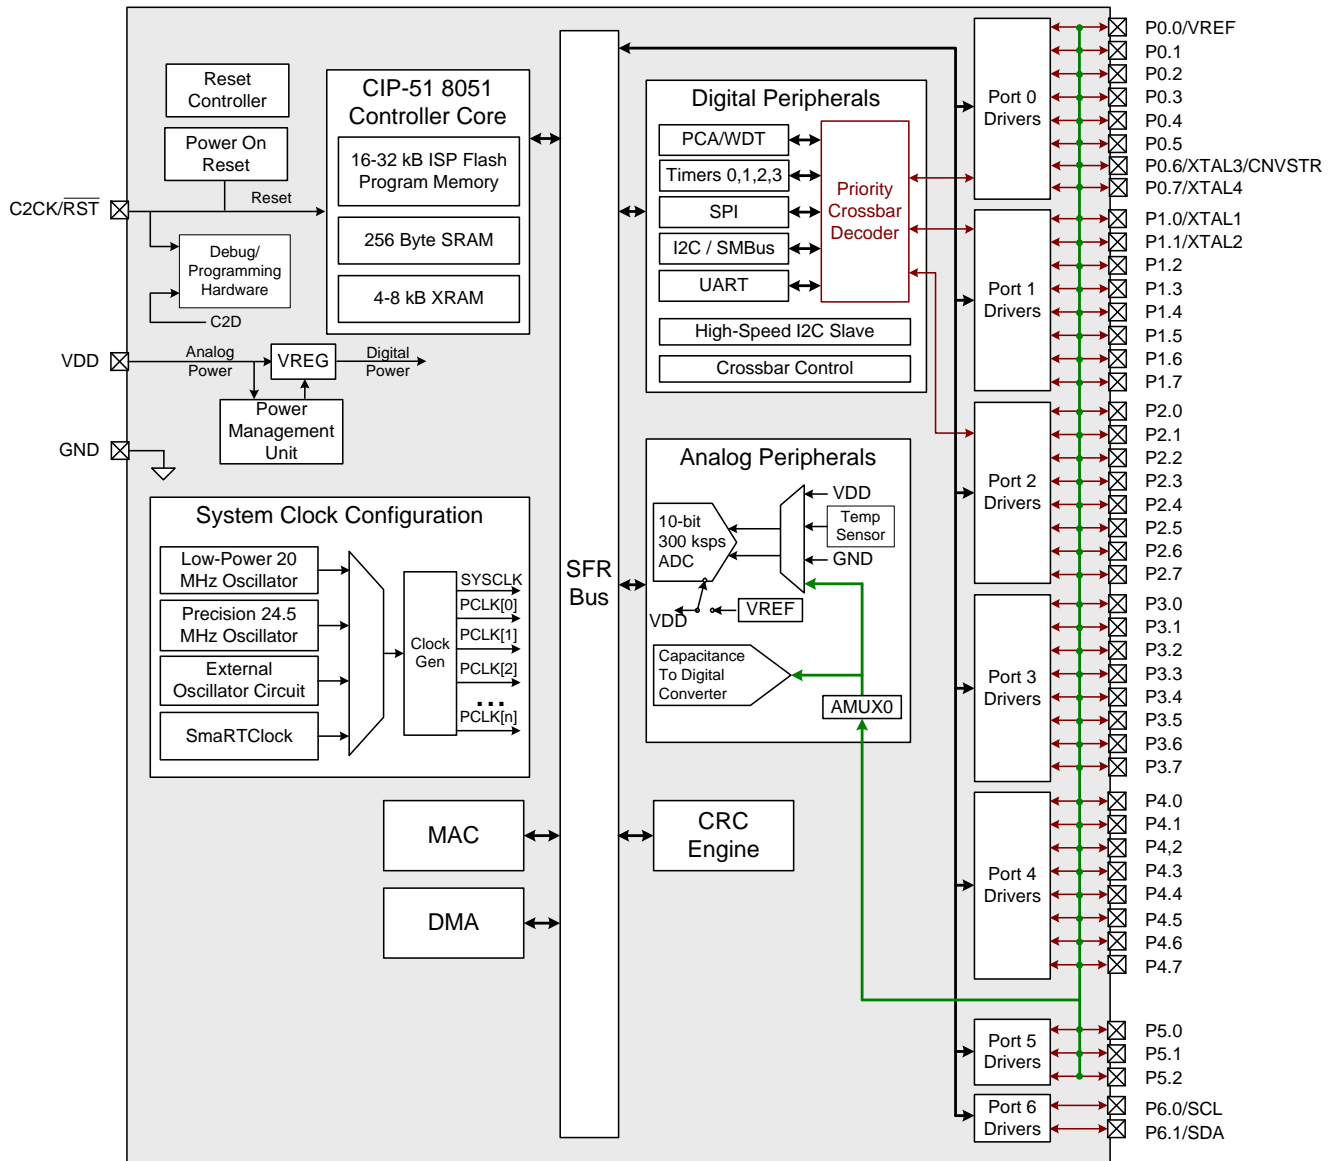 Reset
Controller
Power On
Reset
C2CK/RST
Reset
Debug/
Programming
Hardware
C2D
CIP-51 8051
Controller Core
16-32 kB ISP Flash
Program Memory
256 Byte SRAM
4-8 kB XRAM
VDD
Analog
Power
VREG
Digital
Power
Power
Management
Unit
GND
System Clock Configuration
Low-Power 20
MHz Oscillator
Precision 24.5
MHz Oscillator
External
Oscillator Circuit
SmaRTClock
Clock
Gen
SYSCLK
PCLK[0]
PCLK[1]
PCLK[2]
...
PCLK[n]
MAC
DMA
SFR
Bus
Digital Peripherals
PCA/WDT
Timers 0,1,2,3
SPI
I2C / SMBus
UART
Priority
Crossbar
Decoder
High-Speed I2C Slave
Crossbar Control
Analog Peripherals
10-bit
300 ksps
ADC
VDD
Temp
Sensor
GND
VDD
VREF
Capacitance
To Digital
Converter
AMUX0
CRC
Engine
Port 0
Drivers
Port 1
Drivers
Port 2
Drivers
Port 3
Drivers
Port 4
Drivers
Port 5
Drivers
Port 6
Drivers
P0.0/VREF
P0.1
P0.2
P0.3
P0.4
P0.5
P0.6/XTAL3/CNVSTR
P0.7/XTAL4
P1.0/XTAL1
P1.1/XTAL2
P1.2
P1.3
P1.4
P1.5
P1.6
P1.7
P2.0
P2.1
P2.2
P2.3
P2.4
P2.5
P2.6
P2.7
P3.0
P3.1
P3.2
P3.3
P3.4
P3.5
P3.6
P3.7
P4.0
P4.1
P4,2
P4.3
P4.4
P4.5
P4.6
P4.7
P5.0
P5.1
P5.2
P6.0/SCL
P6.1/SDA